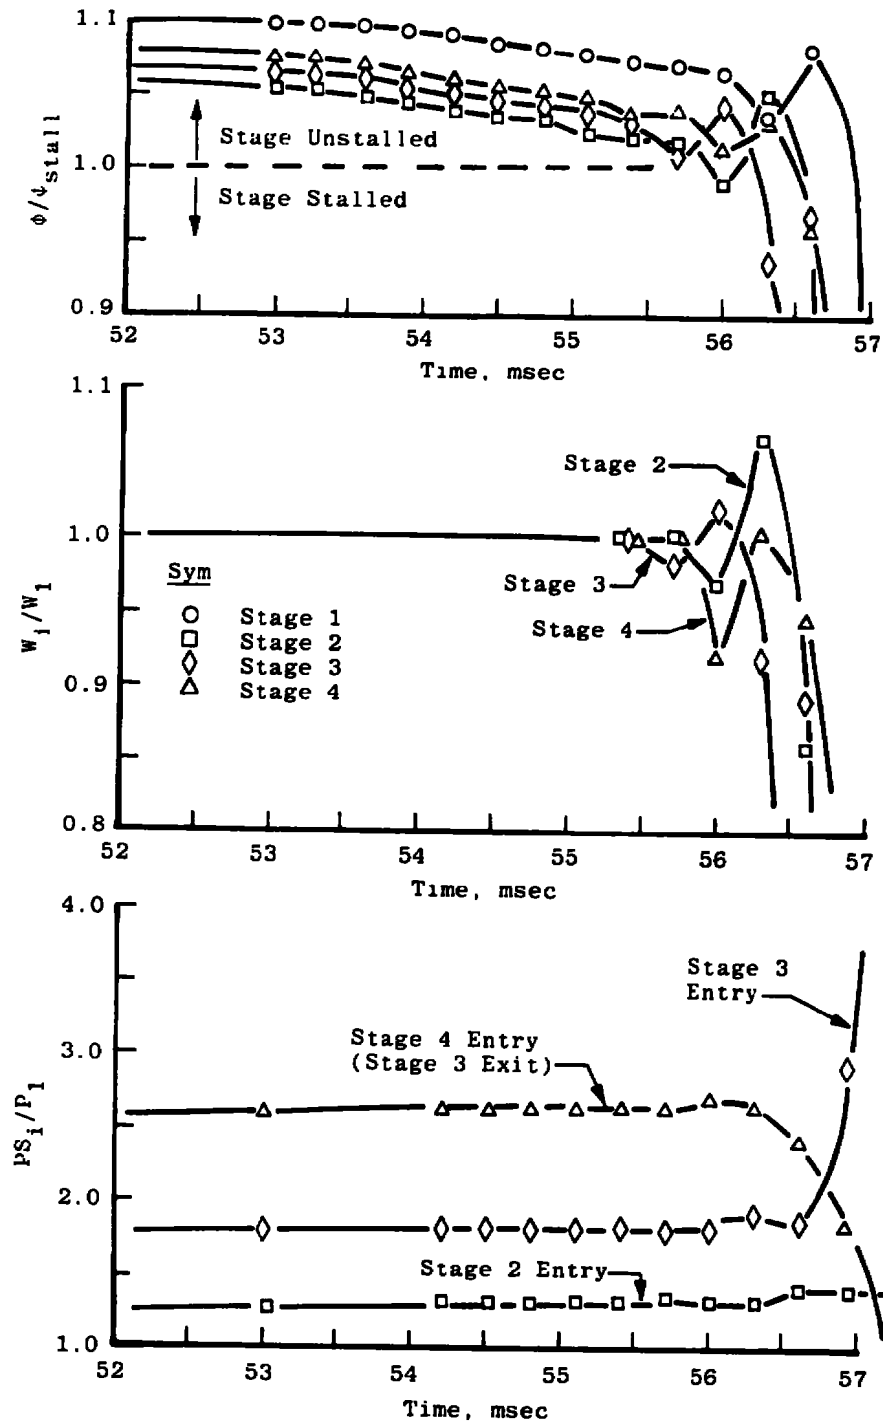 1.1
1.0
0.9
ϕ/ϕstall
Stage Unstalled
Stage Stalled
52 53 54 55 56 57
Time, msec
1.1
1.0
0.9
0.8
Wi/W1
Stage 2
Stage 3
Stage 4
Sym
Stage 1
Stage 2
Stage 3
Stage 4
52 53 54 55 56 57
Time, msec
4.0
3.0
2.0
1.0
PSi/P1
Stage 3
Entry
Stage 4 Entry
(Stage 3 Exit)
Stage 2 Entry
52 53 54 55 56 57
Time, msec